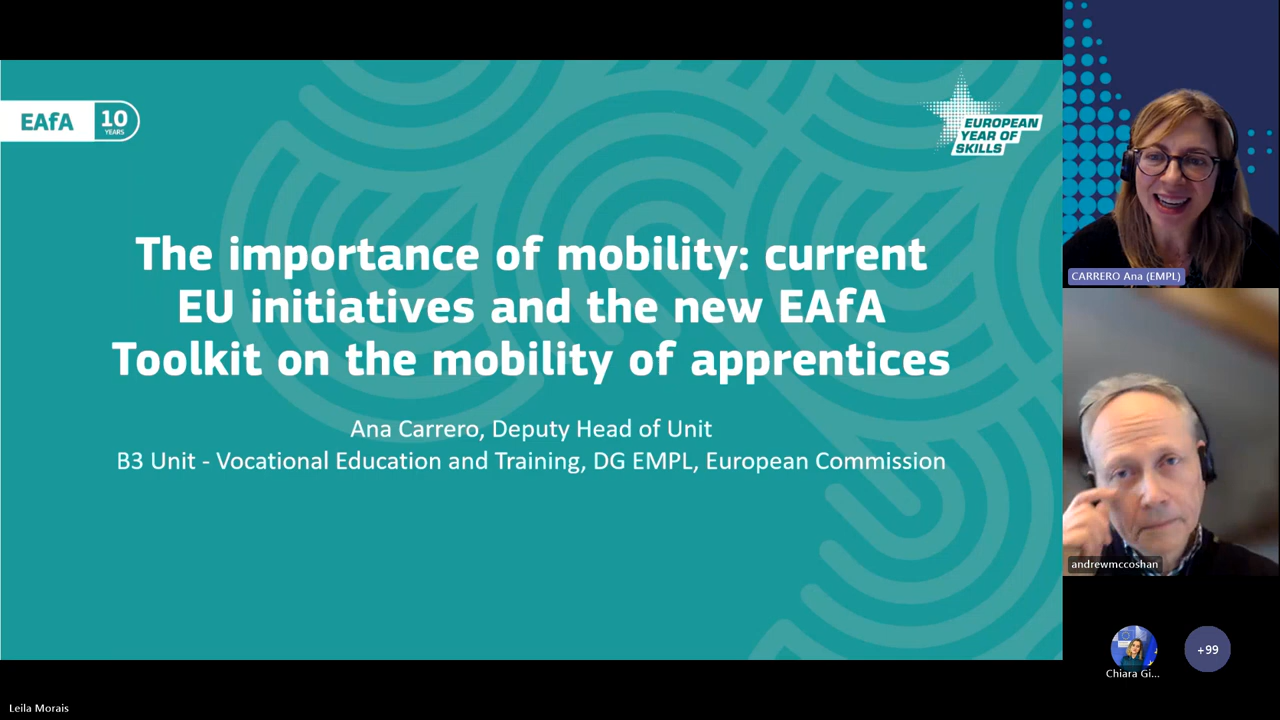 EAfA
10
YEARS
EUROPEAN
YEAR OF
SKILLS
The importance of mobility: current
EU initiatives and the new EAfA
Toolkit on the mobility of apprentices
Ana Carrero, Deputy Head of Unit
B3 Unit - Vocational Education and Training, DG EMPL, European Commission
CARRERO Ana (EMPL)
andrewmccoshan
Chiara Gi...
+99
Leila Morais